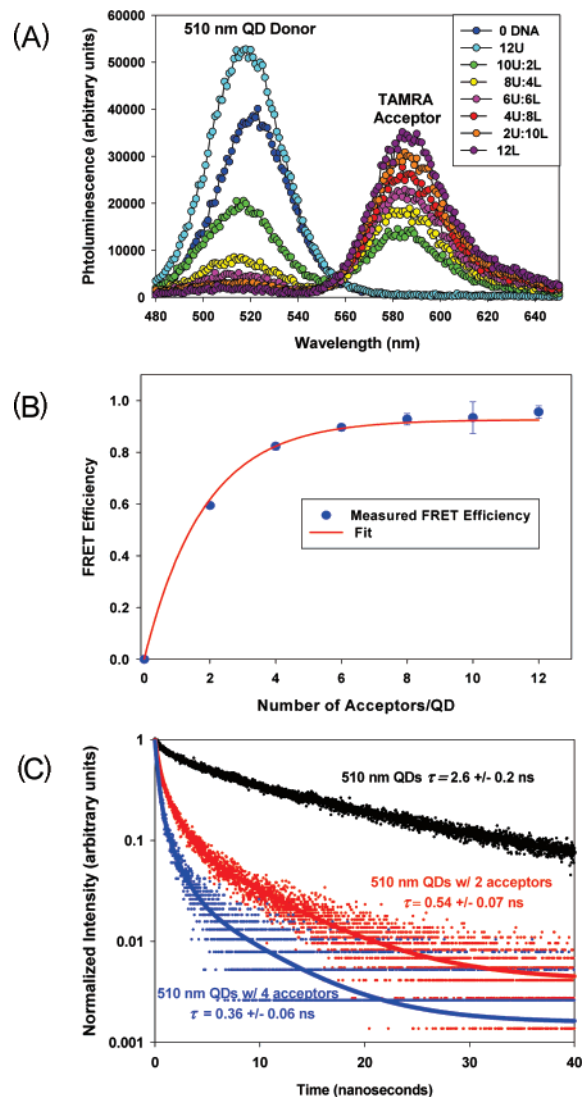 (A)
510 nm QD Donor
TAMRA
Acceptor
0 DNA
12U
10U:2L
8U:4L
6U:6L
4U:8L
2U:10L
12L
Phtoluminescence (arbitrary units)
60000
50000
40000
30000
20000
10000
0
480 500 520 540 560 580 600 620 640
Wavelength (nm)
(B)
FRET Efficiency
1.0
0.8
0.6
0.4
0.2
0.0
Measured FRET Efficiency
Fit
0 2 4 6 8 10 12
Number of Acceptors/QD
(C)
Normalized Intensity (arbitrary units)
1
0.1
0.01
0.001
510 nm QDs τ = 2.6 +/- 0.2 ns
510 nm QDs w/ 2 acceptors
τ = 0.54 +/- 0.07 ns
510 nm QDs w/ 4 acceptors
τ = 0.36 +/- 0.06 ns
0 10 20 30 40
Time (nanoseconds)